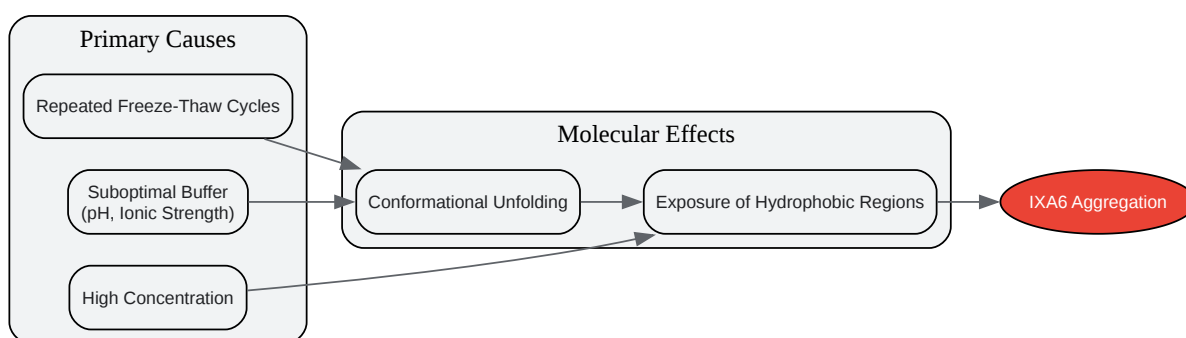 Primary Causes
Repeated Freeze-Thaw Cycles
Suboptimal Buffer
(pH, Ionic Strength)
High Concentration
Molecular Effects
Conformational Unfolding
Exposure of Hydrophobic Regions
IXA6 Aggregation